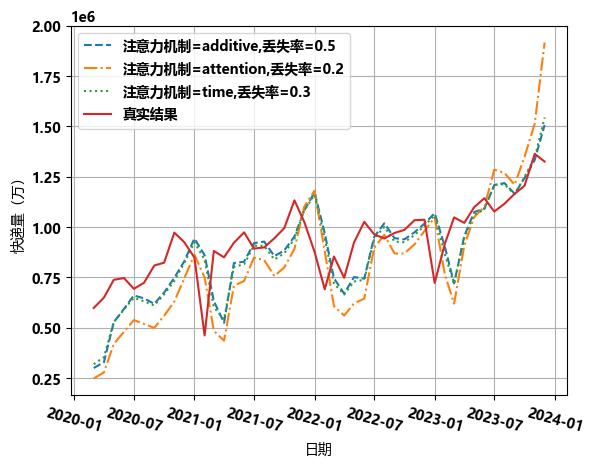 1e6
2.00
1.75
1.50
1.25
1.00
0.75
0.50
0.25
快递量（万）
注意力机制=additive,丢失率=0.5
注意力机制=attention,丢失率=0.2
注意力机制=time,丢失率=0.3
真实结果
2020-01
2020-07
2021-01
2021-07
2022-01
2022-07
2023-01
2023-07
2024-01
日期